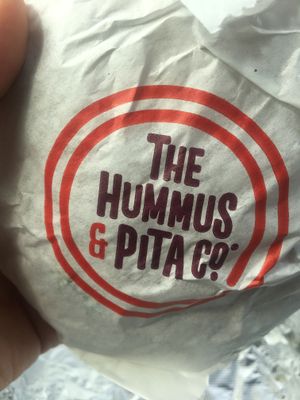 THE
HUMMUS
& PITA CO.